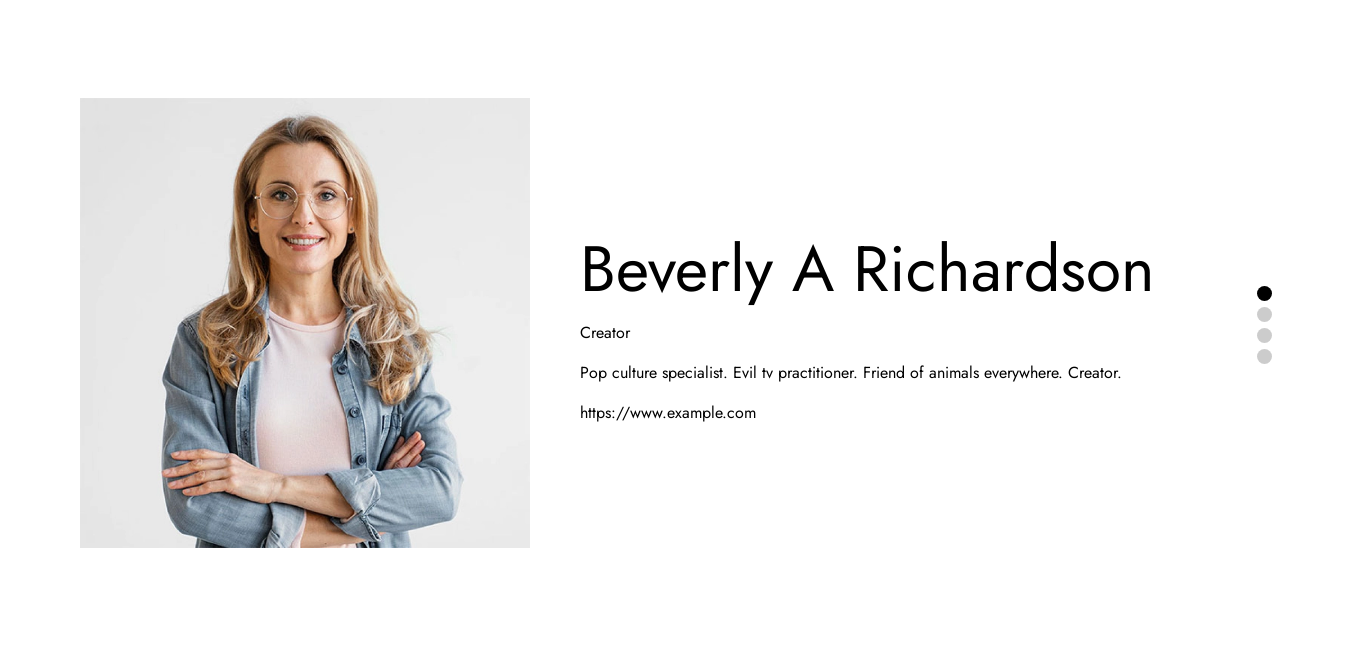 Beverly A Richardson
Creator
Pop culture specialist. Evil tv practitioner. Friend of animals everywhere. Creator.
https://www.example.com